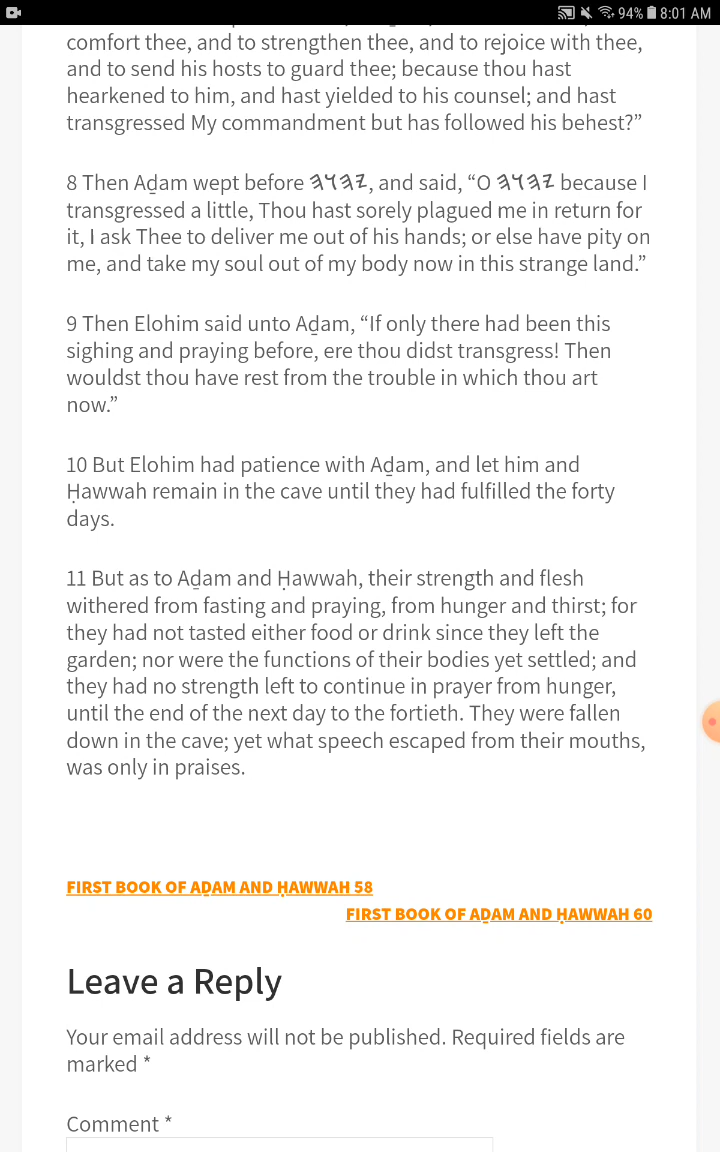 94% 8:01 AM
comfort thee, and to strengthen thee, and to rejoice with thee,
and to send his hosts to guard thee; because thou hast
hearkened to him, and hast yielded to his counsel; and hast
transgressed My commandment but has followed his behest?”
8 Then Aḏam wept before 𐤉𐤄𐤅𐤄, and said, “O 𐤉𐤄𐤅𐤄 because I
transgressed a little, Thou hast sorely plagued me in return for
it, I ask Thee to deliver me out of his hands; or else have pity on
me, and take my soul out of my body now in this strange land.”
9 Then Elohim said unto Aḏam, “If only there had been this
sighing and praying before, ere thou didst transgress! Then
wouldst thou have rest from the trouble in which thou art
now.”
10 But Elohim had patience with Aḏam, and let him and
Ḥawwah remain in the cave until they had fulfilled the forty
days.
11 But as to Aḏam and Ḥawwah, their strength and flesh
withered from fasting and praying, from hunger and thirst; for
they had not tasted either food or drink since they left the
garden; nor were the functions of their bodies yet settled; and
they had no strength left to continue in prayer from hunger,
until the end of the next day to the fortieth. They were fallen
down in the cave; yet what speech escaped from their mouths,
was only in praises.
FIRST BOOK OF AḎAM AND ḤAWWAH 58
FIRST BOOK OF AḎAM AND ḤAWWAH 60
Leave a Reply
Your email address will not be published. Required fields are
marked *
Comment *